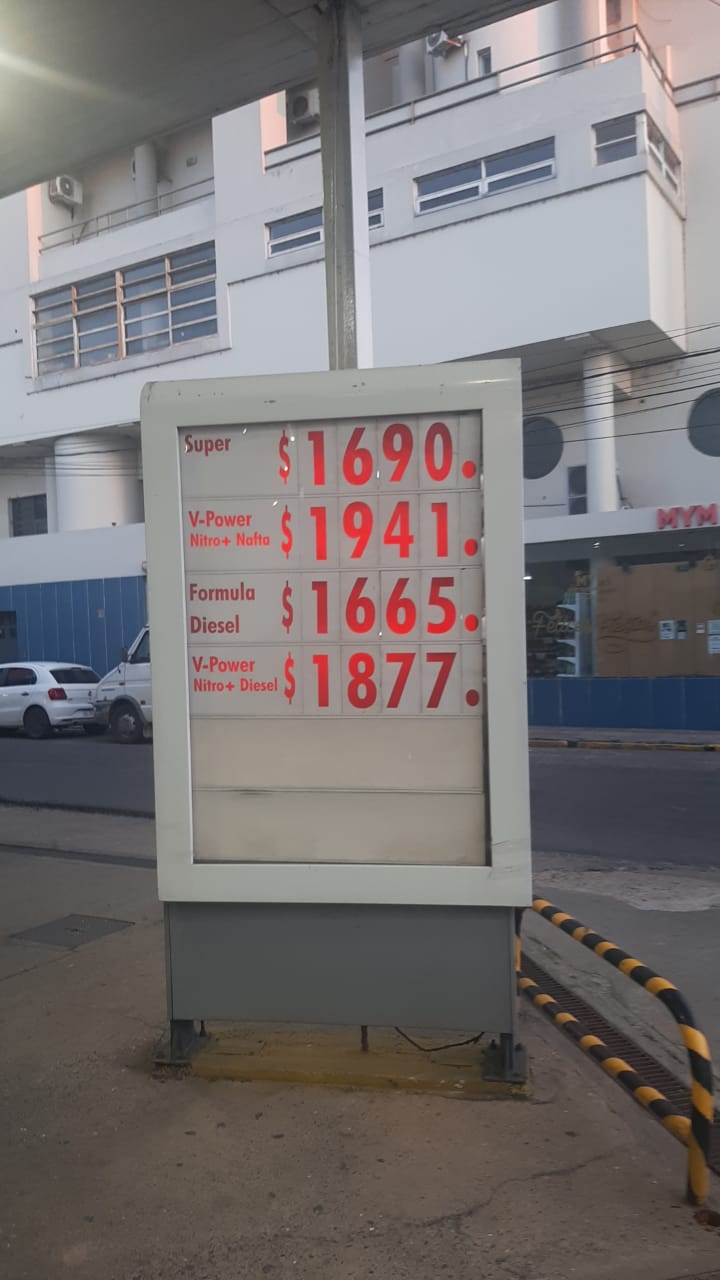 Super $1690.
V-Power
Nitro+ Nafta $1941.
Formula
Diesel $1665.
V-Power
Nitro+ Diesel $1877.
MYM